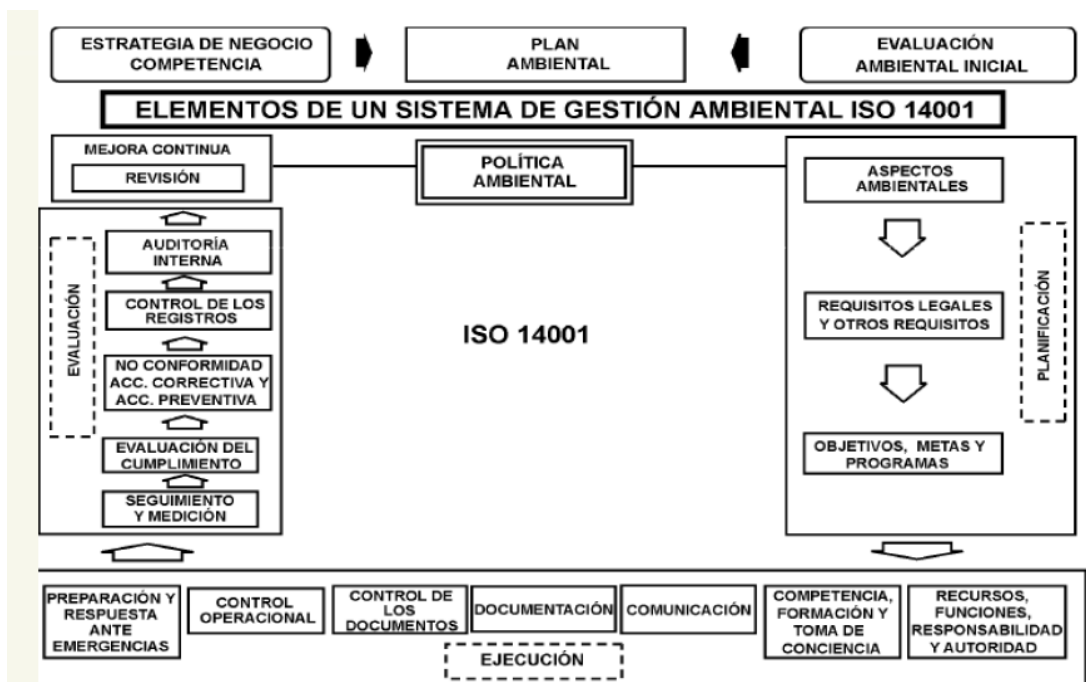 ESTRATEGIA DE NEGOCIO
COMPETENCIA
PLAN
AMBIENTAL
EVALUACIÓN
AMBIENTAL INICIAL
ELEMENTOS DE UN SISTEMA DE GESTIÓN AMBIENTAL ISO 14001
MEJORA CONTINUA
REVISIÓN
POLÍTICA
AMBIENTAL
ASPECTOS
AMBIENTALES
EVALUACIÓN
AUDITORÍA
INTERNA
CONTROL DE LOS
REGISTROS
NO CONFORMIDAD
ACC. CORRECTIVA Y
ACC. PREVENTIVA
EVALUACIÓN DEL
CUMPLIMIENTO
SEGUIMIENTO
Y MEDICIÓN
ISO 14001
REQUISITOS LEGALES
Y OTROS REQUISITOS
OBJETIVOS, METAS Y
PROGRAMAS
PLANIFICACIÓN
PREPARACIÓN Y
RESPUESTA
ANTE
EMERGENCIAS
CONTROL
OPERACIONAL
CONTROL DE
LOS
DOCUMENTOS
DOCUMENTACIÓN
COMUNICACIÓN
COMPETENCIA,
FORMACIÓN Y
TOMA DE
CONCIENCIA
RECURSOS,
FUNCIONES,
RESPONSABILIDAD
Y AUTORIDAD
EJECUCIÓN